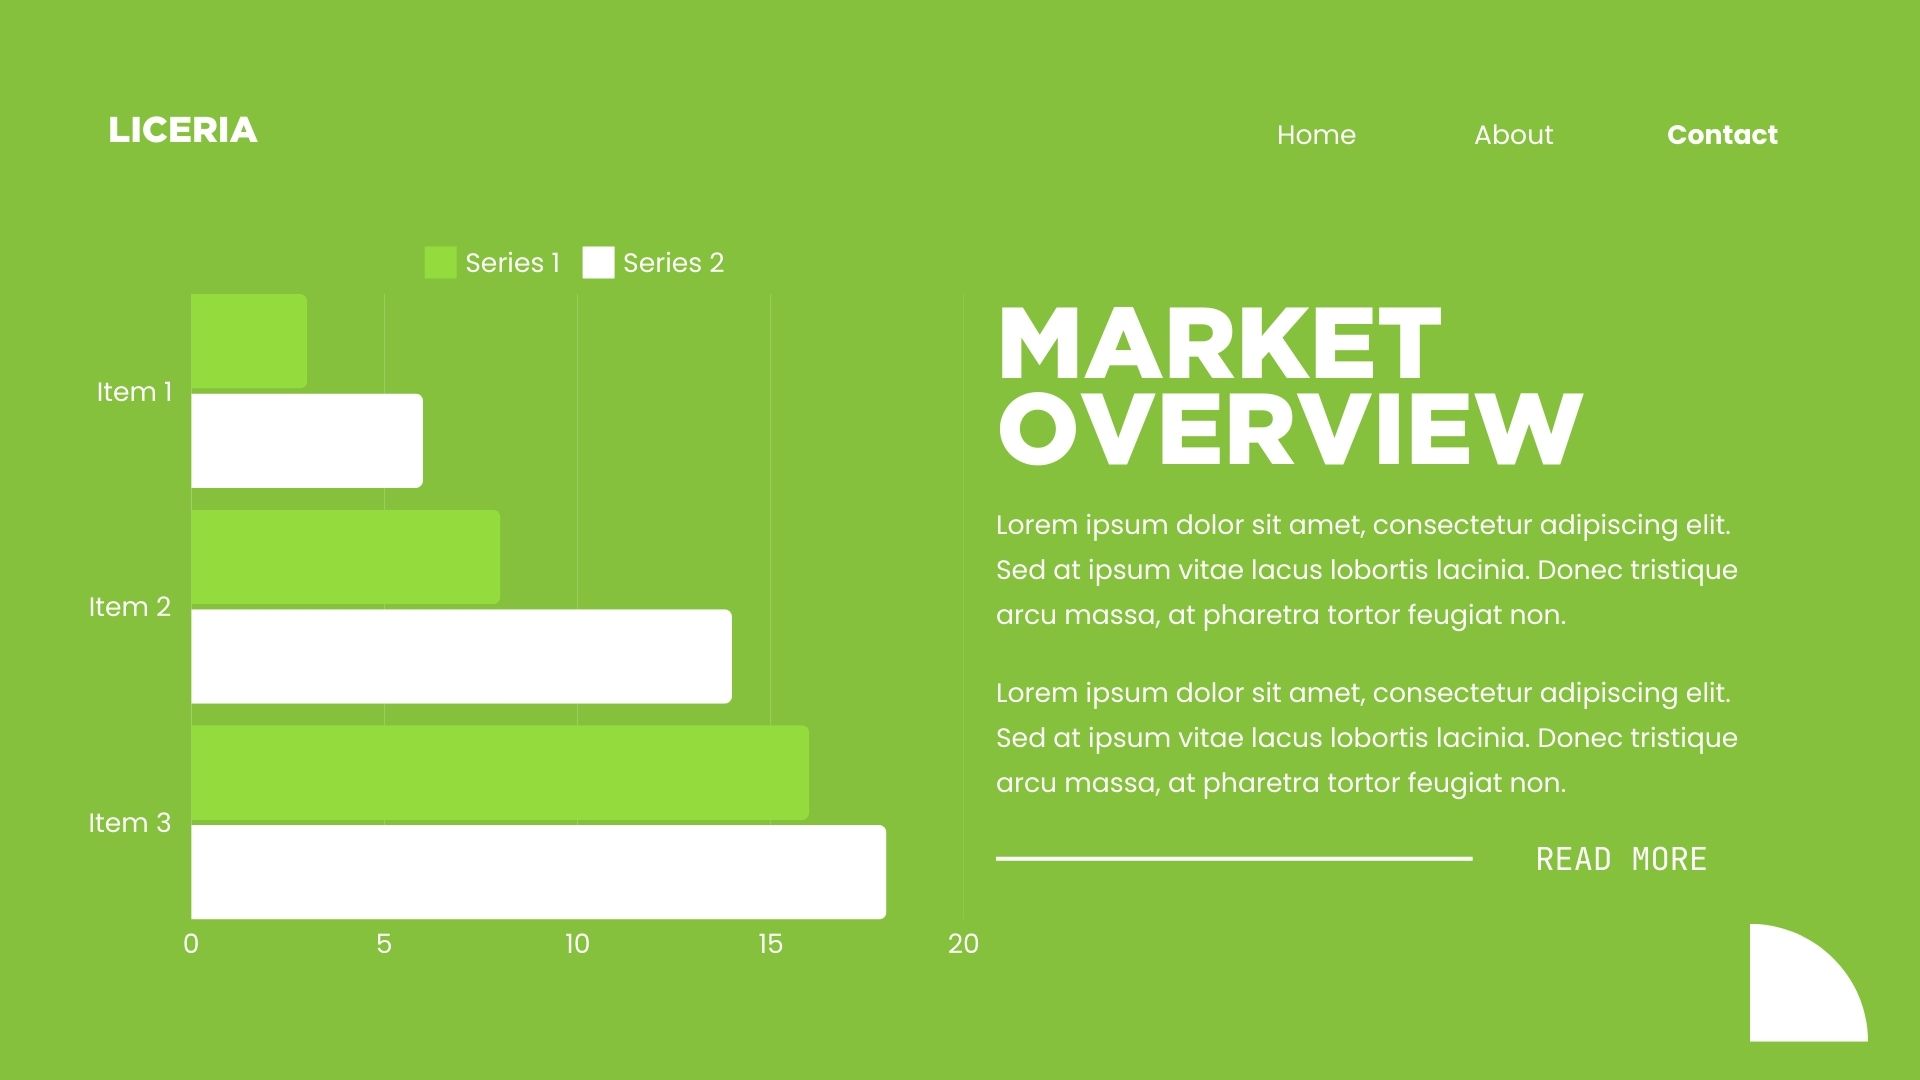 LICERIA
Home About Contact
Series 1 Series 2
Item 1
Item 2
Item 3
0 5 10 15 20
MARKET
OVERVIEW
Lorem ipsum dolor sit amet, consectetur adipiscing elit.
Sed at ipsum vitae lacus lobortis lacinia. Donec tristique
arcu massa, at pharetra tortor feugiat non.
Lorem ipsum dolor sit amet, consectetur adipiscing elit.
Sed at ipsum vitae lacus lobortis lacinia. Donec tristique
arcu massa, at pharetra tortor feugiat non.
READ MORE